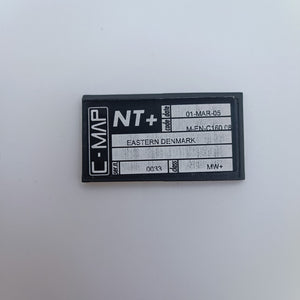 C-MAP
NT+
01-MAR-05
M-EN-C160.08
EASTERN DENMARK
0033
MW+